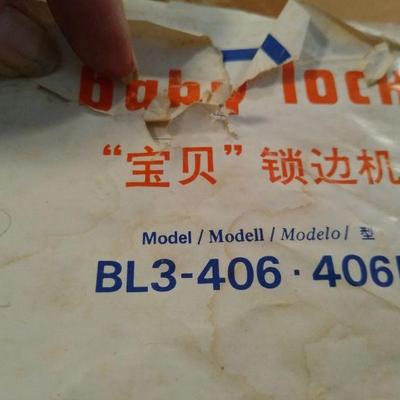 baby lock
“宝贝” 锁边机
Model / Modell / Modelo / 型
BL3-406 · 406